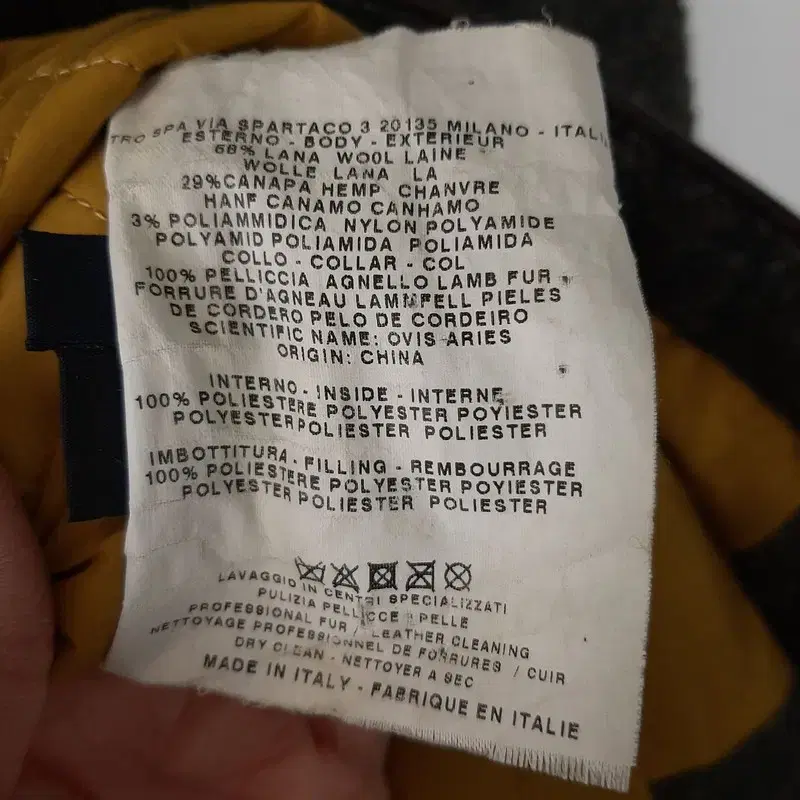 TRO SPA VIA SPARTACO 3 20135 MILANO - ITALI
ESTERNO - BODY - EXTERIEUR
68% LANA WOOL LAINE
WOLLE LANA LA
29%CANAPA HEMP CHANVRE
HANF CANAMO CANHAMO
3% POLIAMMIDICA NYLON POLYAMIDE
POLYAMID POLIAMIDA POLIAMIDA
COLLO - COLLAR - COL
100% PELLICCIA AGNELLO LAMB FUR
FORRURE D'AGNEAU LAMNFELL PIELES
DE CORDERO PELO DE CORDEIRO
SCIENTIFIC NAME: OVIS ARIES
ORIGIN: CHINA
INTERNO - INSIDE - INTERNE
100% POLIESTERE POLYESTER POYIESTER
POLYESTER POLIESTER POLIESTER
IMBOTTITURA - FILLING - REMBOURRAGE
100% POLIESTERE POLYESTER POYIESTER
POLYESTER POLIESTER POLIESTER
LAVAGGIO IN CENTRI SPECIALIZZATI
PULIZIA PELLICCE PELLE
PROFESSIONAL FUR / LEATHER CLEANING
NETTOYAGE PROFESSIONNEL DE FORRURES / CUIR
DRY CLEAN - NETTOYER A SEC
MADE IN ITALY - FABRIQUE EN ITALIE